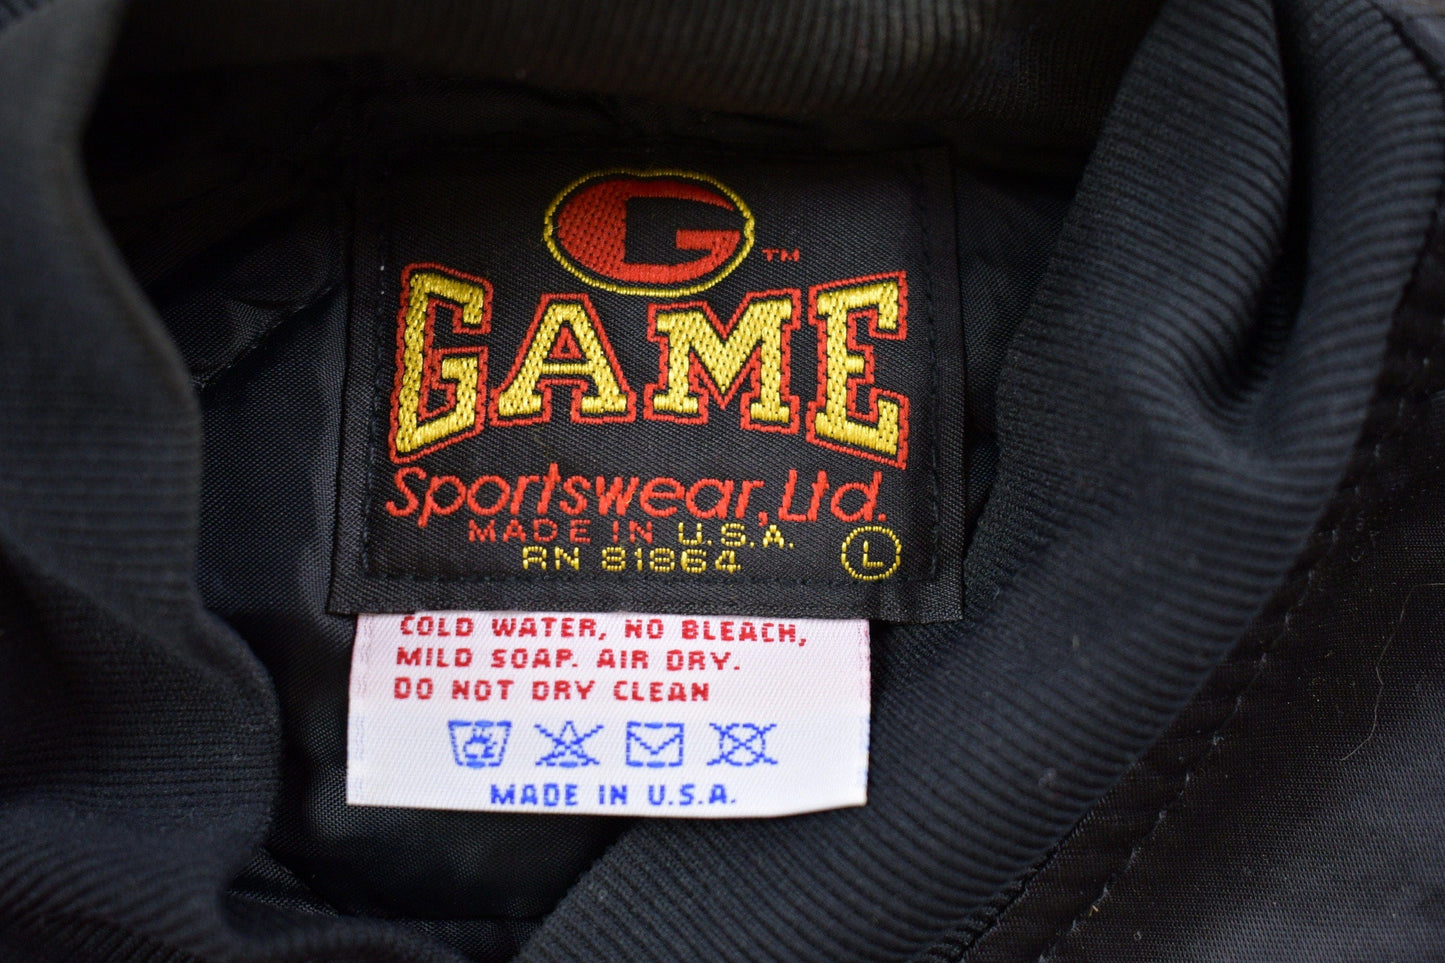 G ™
GAME
Sportswear, Ltd.
MADE IN U.S.A.
RN 81864 L
COLD WATER, NO BLEACH,
MILD SOAP. AIR DRY.
DO NOT DRY CLEAN
MADE IN U.S.A.